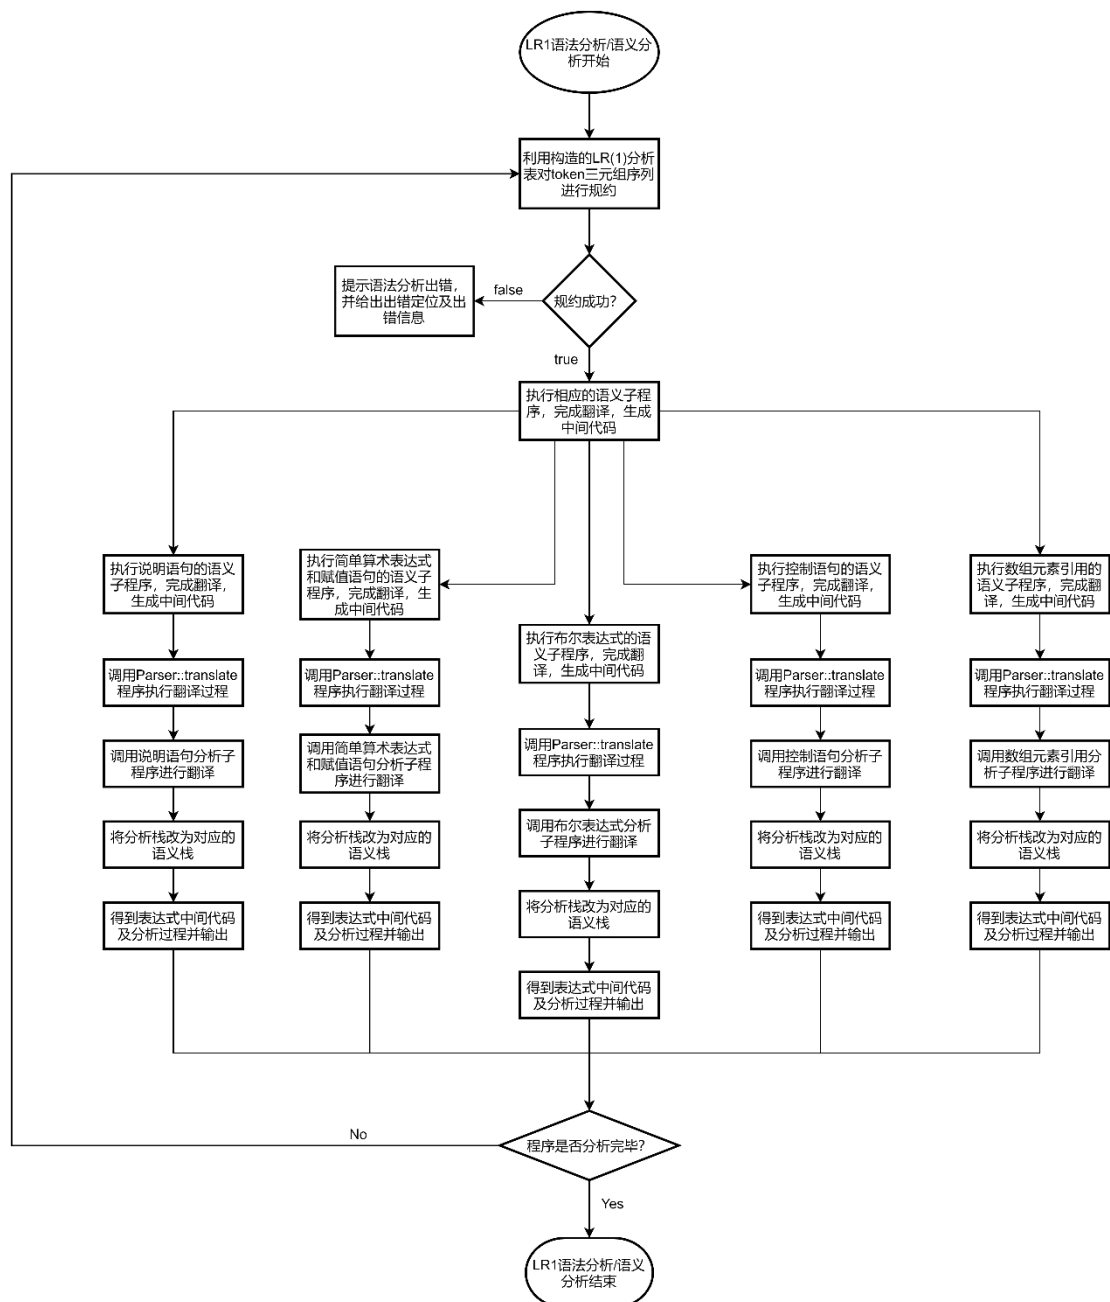 LR1语法分析/语义分
析开始
利用构造的LR(1)分析
表对token三元组序列
进行规约
规约成功?
false
提示语法分析出错，
并给出出错定位及出
错信息
true
执行相应的语义子程
序，完成翻译，生成
中间代码
执行说明语句的语义
子程序，完成翻译，
生成中间代码
调用Parser::translate
程序执行翻译过程
调用说明语句分析子
程序进行翻译
将分析栈改为对应的
语义栈
得到表达式中间代码
及分析过程并输出
执行简单算术表达式
和赋值语句的语义子
程序，完成翻译，生
成中间代码
调用Parser::translate
程序执行翻译过程
调用简单算术表达式
和赋值语句分析子程
序进行翻译
将分析栈改为对应的
语义栈
得到表达式中间代码
及分析过程并输出
执行布尔表达式的语
义子程序，完成翻
译，生成中间代码
调用Parser::translate
程序执行翻译过程
调用布尔表达式分析
子程序进行翻译
将分析栈改为对应的
语义栈
得到表达式中间代码
及分析过程并输出
执行控制语句的语义
子程序，完成翻译，
生成中间代码
调用Parser::translate
程序执行翻译过程
调用控制语句分析子
程序进行翻译
将分析栈改为对应的
语义栈
得到表达式中间代码
及分析过程并输出
执行数组元素引用的
语义子程序，完成翻
译，生成中间代码
调用Parser::translate
程序执行翻译过程
调用数组元素引用分
析子程序进行翻译
将分析栈改为对应的
语义栈
得到表达式中间代码
及分析过程并输出
No
程序是否分析完毕?
Yes
LR1语法分析/语义
分析结束